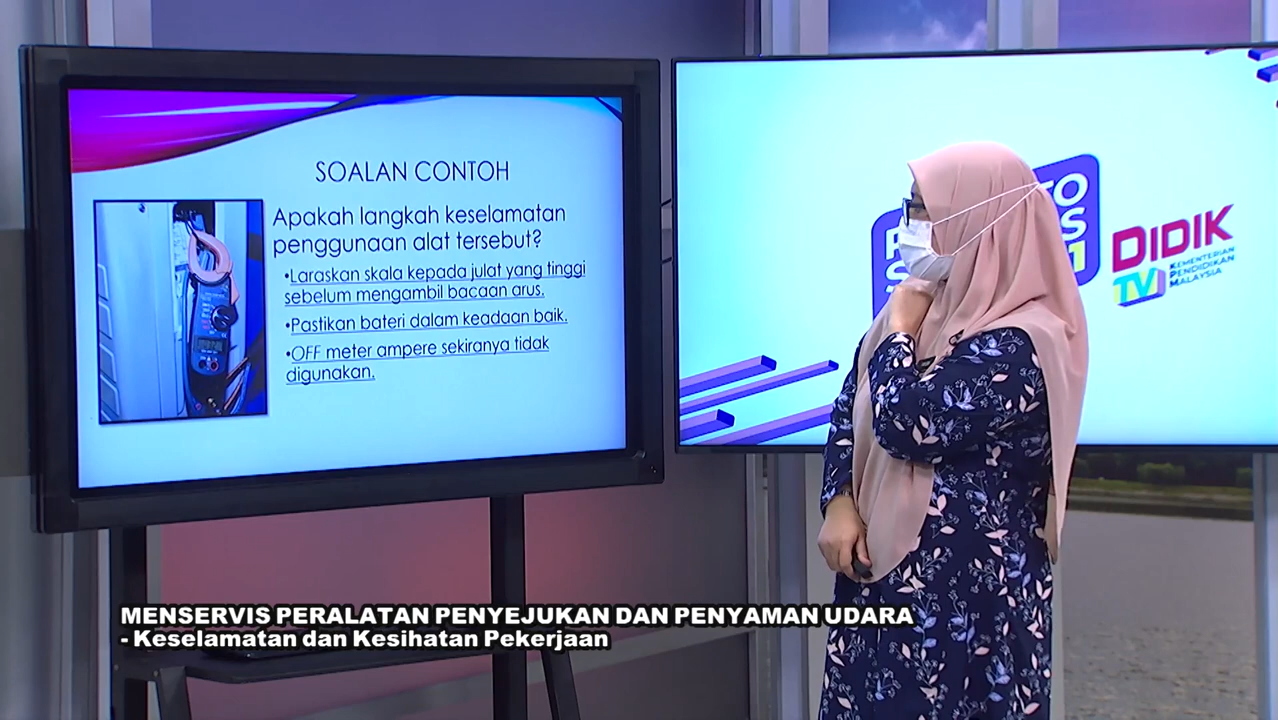 SOALAN CONTOH
Apakah langkah keselamatan
penggunaan alat tersebut?
•Laraskan skala kepada julat yang tinggi
sebelum mengambil bacaan arus.
•Pastikan bateri dalam keadaan baik.
•OFF meter ampere sekiranya tidak
digunakan.
DIDIK
TV
KEMENTERIAN
PENDIDIKAN
MALAYSIA
MENSERVIS PERALATAN PENYEJUKAN DAN PENYAMAN UDARA
- Keselamatan dan Kesihatan Pekerjaan